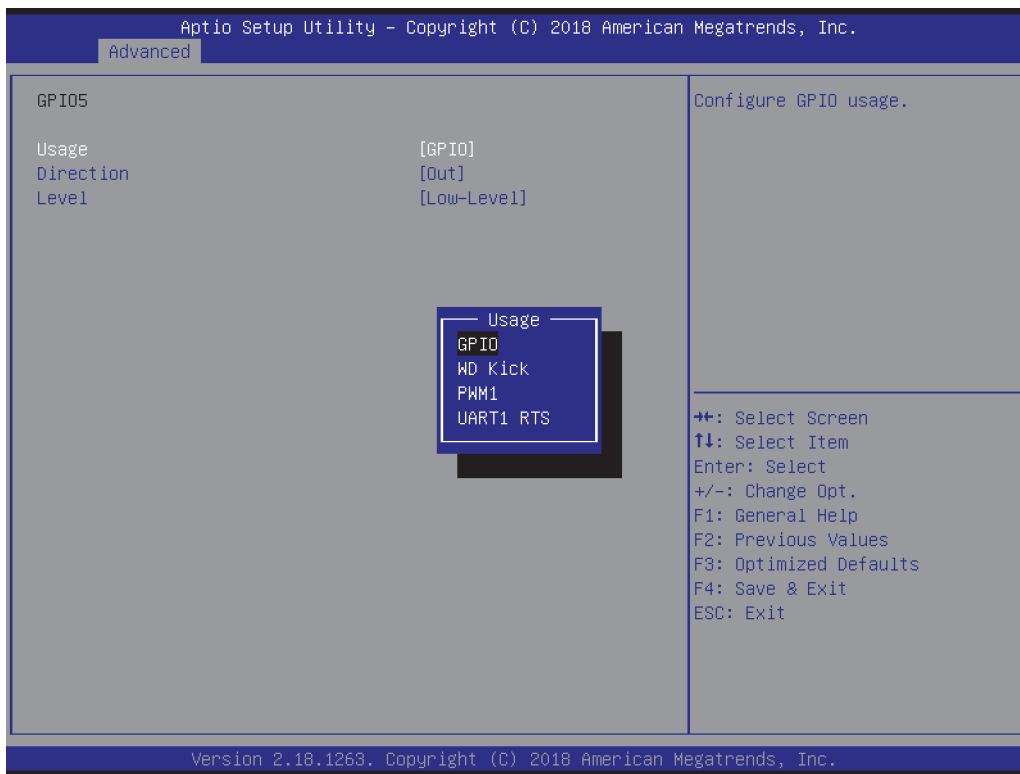 Aptio Setup Utility – Copyright (C) 2018 American Megatrends, Inc.
Advanced
GPIO5
Usage [GPIO]
Direction [Out]
Level [Low-Level]
Usage
GPIO
WD Kick
PWM1
UART1 RTS
Configure GPIO usage.
→←: Select Screen
↑↓: Select Item
Enter: Select
+/-: Change Opt.
F1: General Help
F2: Previous Values
F3: Optimized Defaults
F4: Save & Exit
ESC: Exit
Version 2.18.1263. Copyright (C) 2018 American Megatrends, Inc.